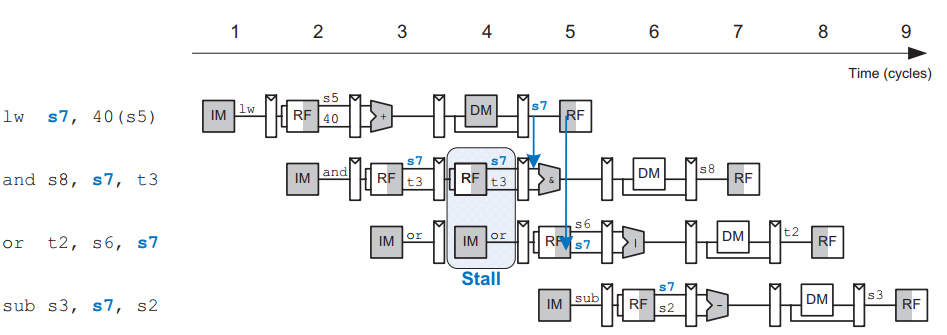 1 2 3 4 5 6 7 8 9
Time (cycles)
lw s7, 40(s5)
IM lw RF s5 40 + DM s7 RF
and s8, s7, t3
IM and RF s7 t3 RF s7 t3 & DM s8 RF
or t2, s6, s7
IM or IM or RF s6 s7 | DM t2 RF
Stall
sub s3, s7, s2
IM sub RF s7 s2 - DM s3 RF